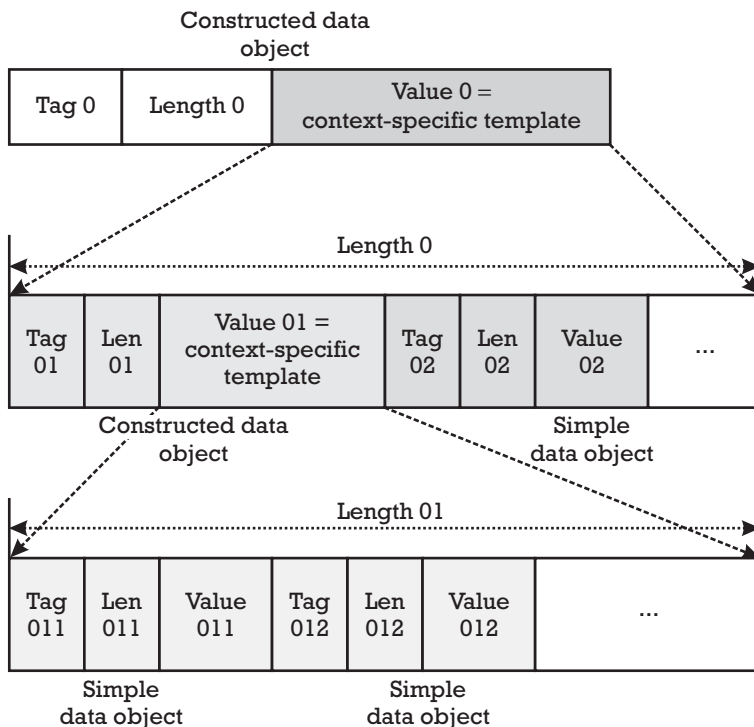 Constructed data
object
Tag 0 Length 0 Value 0 =
context-specific template
Length 0
Tag
01
Len
01
Value 01 =
context-specific
template
Tag
02
Len
02
Value
02
...
Constructed data
object
Simple
data object
Length 01
Tag
011
Len
011
Value
011
Tag
012
Len
012
Value
012
...
Simple
data object
Simple
data object